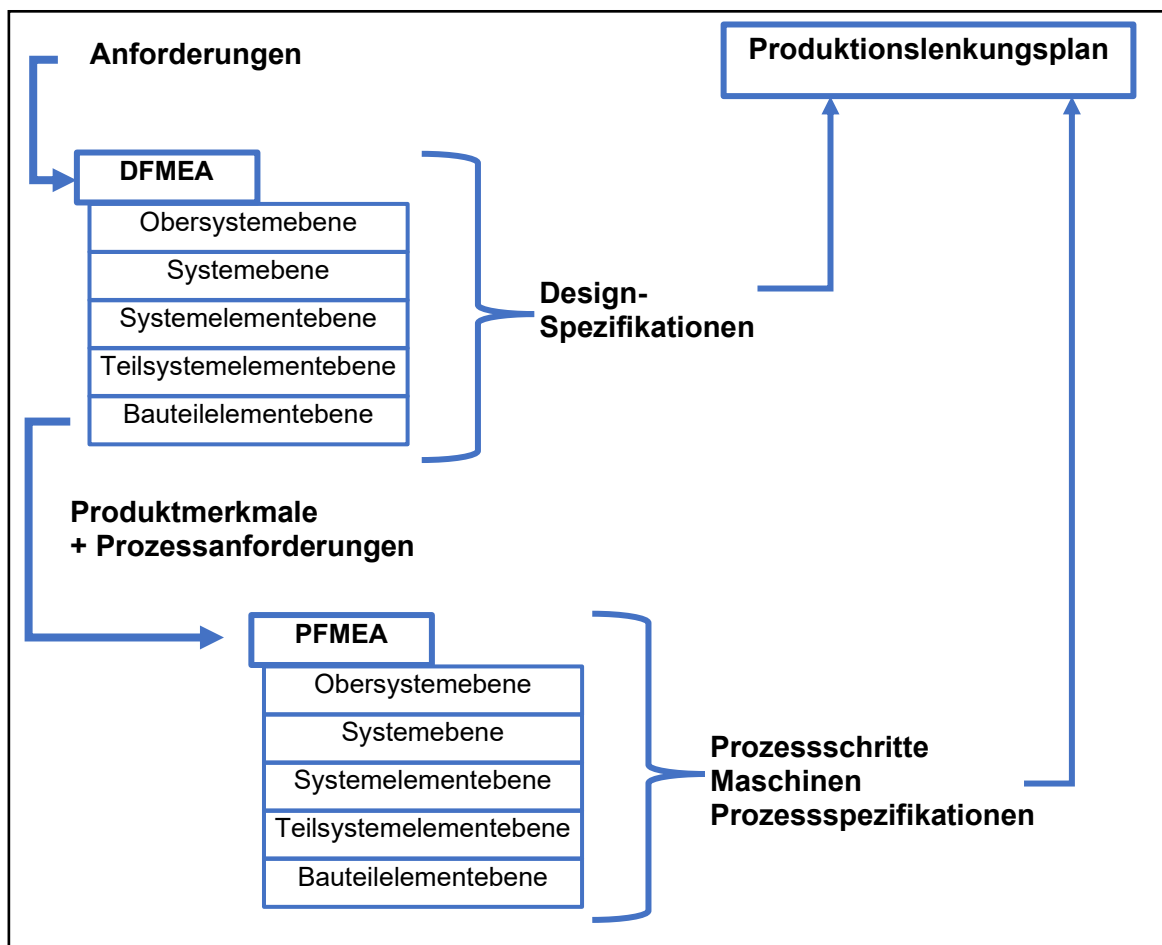 Anforderungen
Produktionslenkungsplan
DFMEA
Obersystemebene
Systemebene
Systemelementebene
Teilsystemelementebene
Bauteilelementebene
Design-
Spezifikationen
Produktmerkmale
+ Prozessanforderungen
PFMEA
Obersystemebene
Systemebene
Systemelementebene
Teilsystemelementebene
Bauteilelementebene
Prozessschritte
Maschinen
Prozessspezifikationen